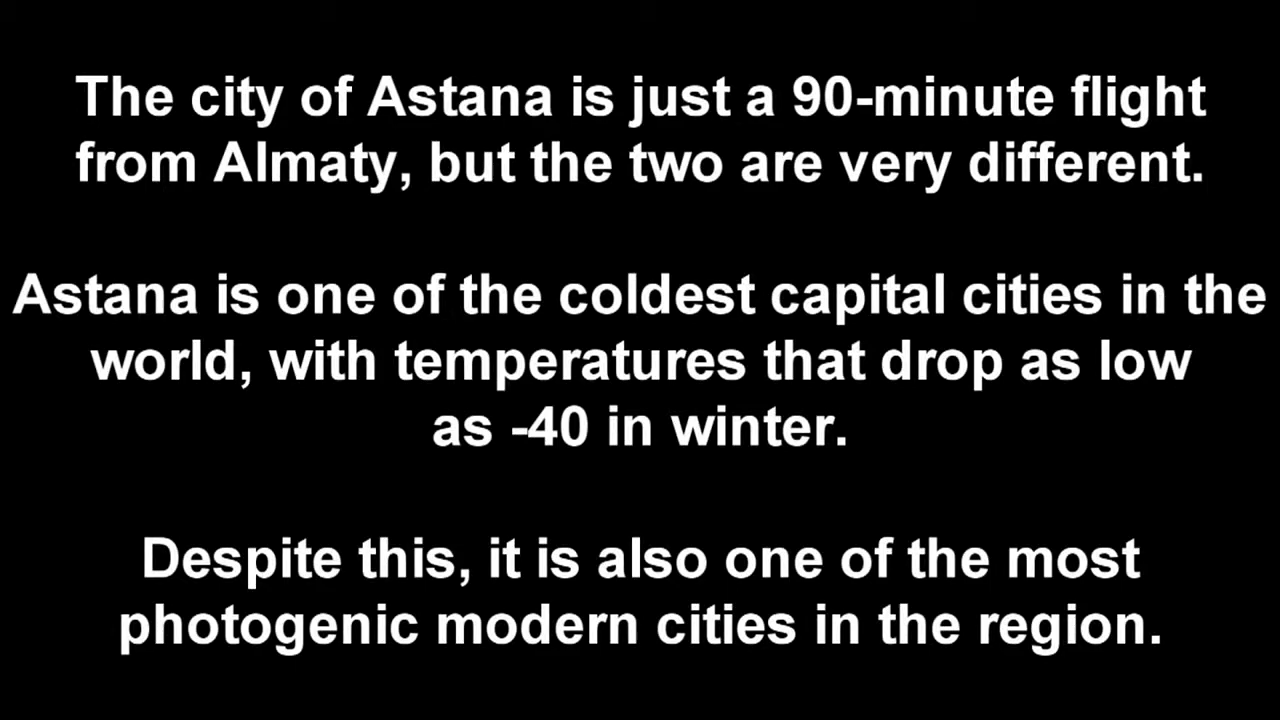 The city of Astana is just a 90-minute flight
from Almaty, but the two are very different.
Astana is one of the coldest capital cities in the
world, with temperatures that drop as low
as -40 in winter.
Despite this, it is also one of the most
photogenic modern cities in the region.